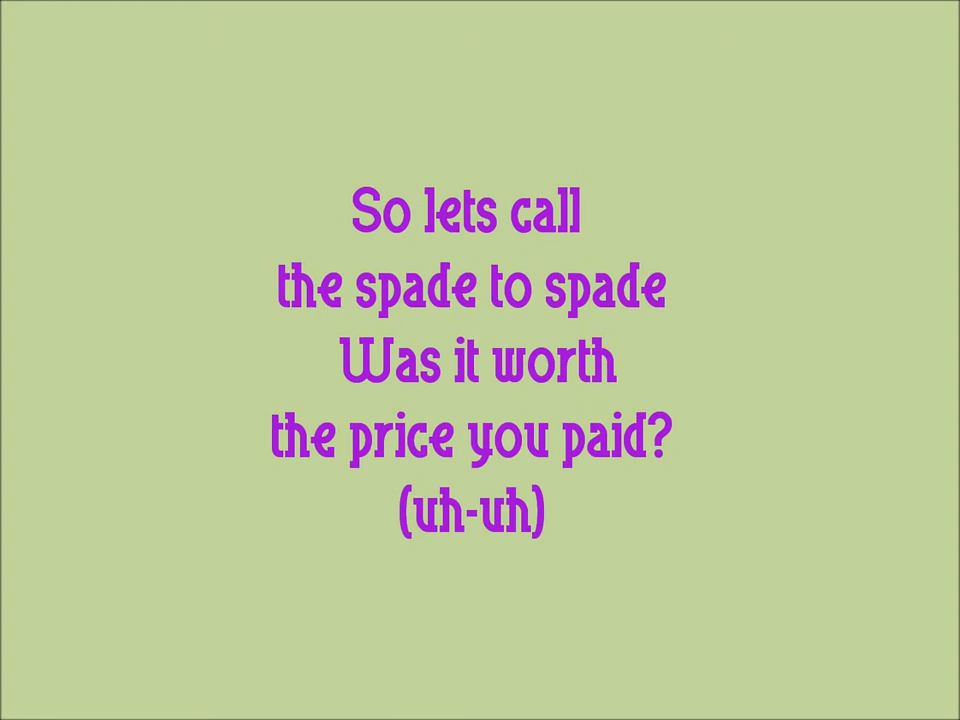 So lets call
the spade to spade
Was it worth
the price you paid?
(uh-uh)